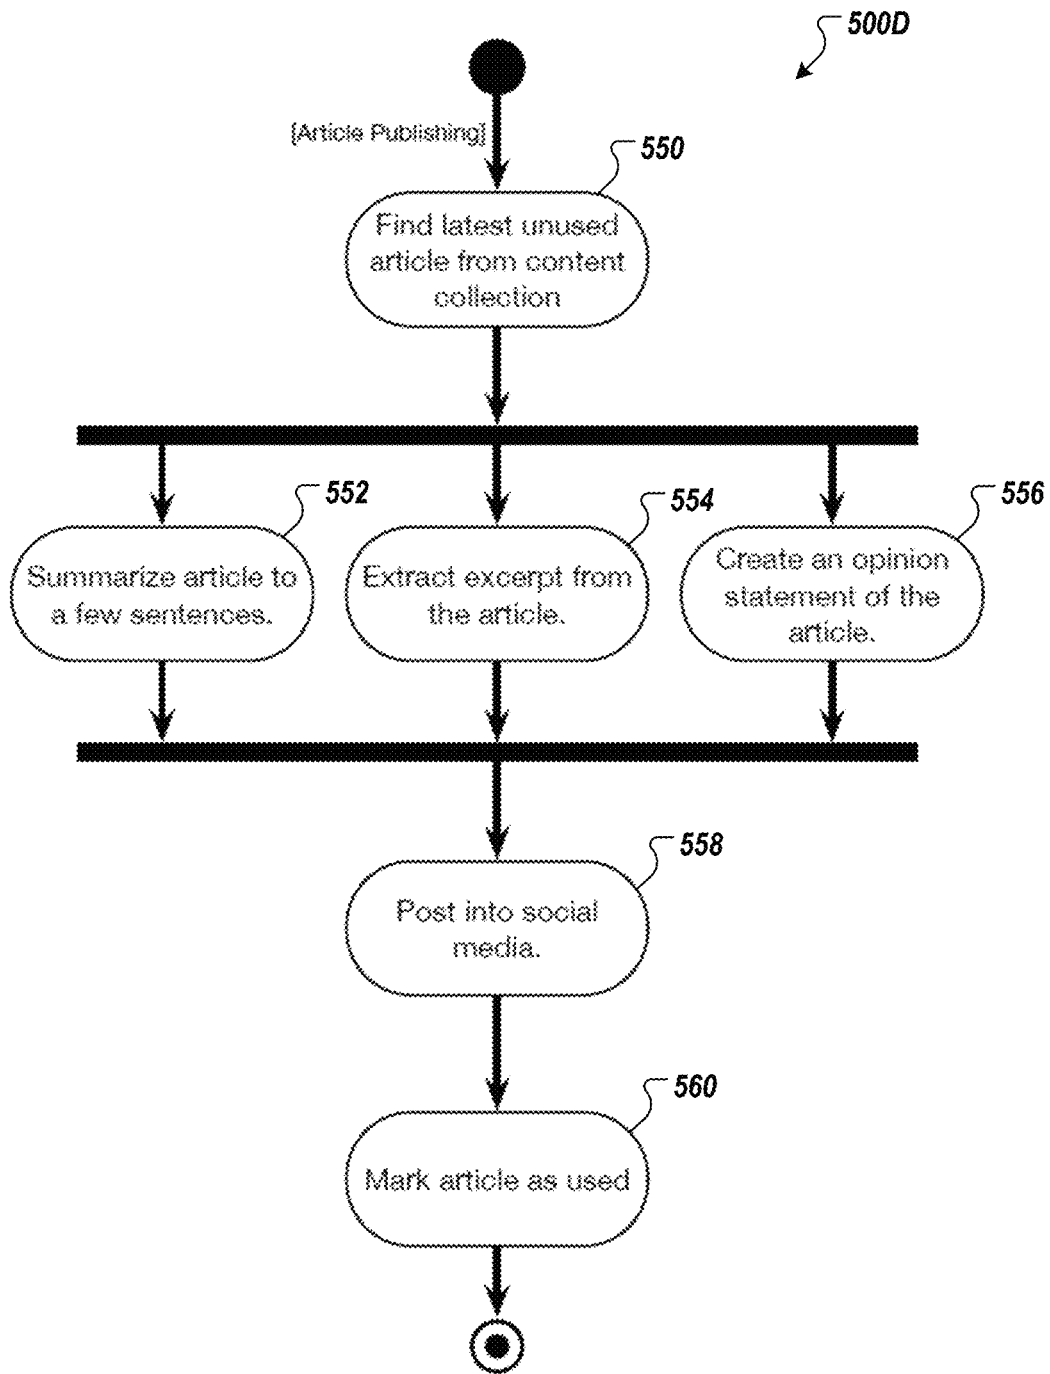 500D
[Article Publishing]
550
Find latest unused
article from content
collection
552
554
556
Summarize article to
a few sentences.
Extract excerpt from
the article.
Create an opinion
statement of the
article.
558
Post into social
media.
560
Mark article as used